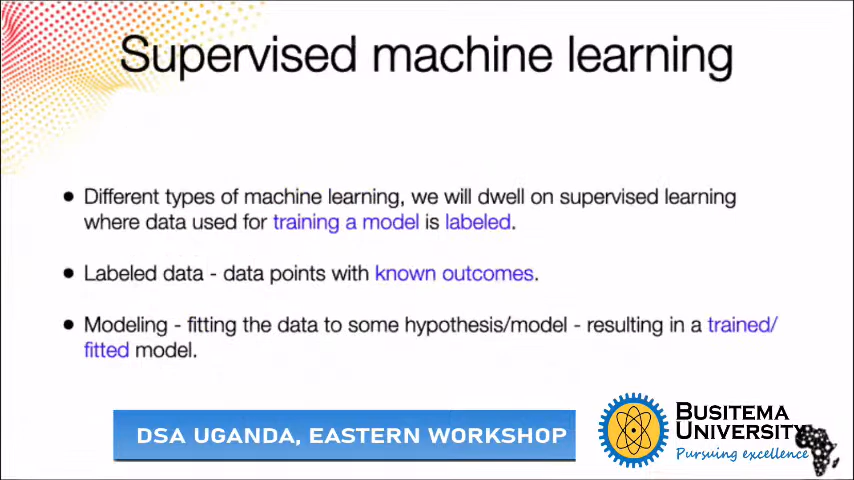 Supervised machine learning
• Different types of machine learning, we will dwell on supervised learning
where data used for training a model is labeled.
• Labeled data - data points with known outcomes.
• Modeling - fitting the data to some hypothesis/model - resulting in a trained/
fitted model.
DSA UGANDA, EASTERN WORKSHOP
BUSITEMA
UNIVERSITY
Pursuing excellence